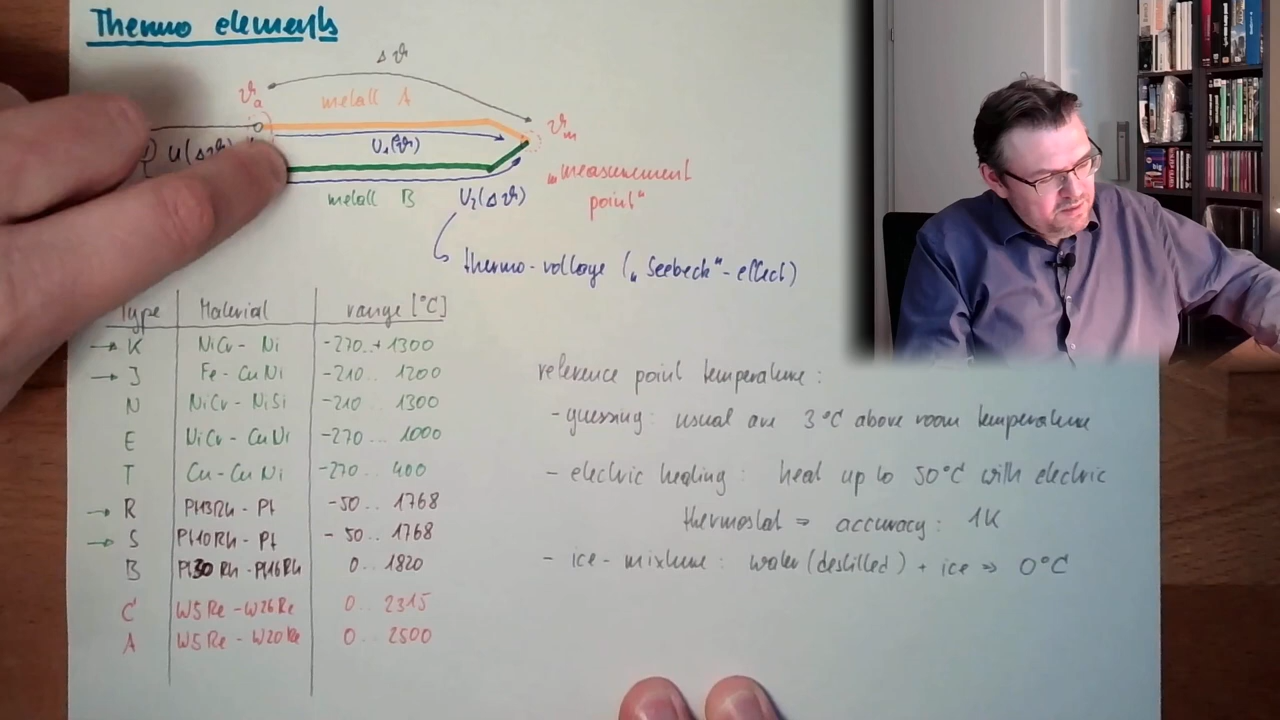 Thermo elements
Δϑ
ϑa
metall A
ϑm
U1(ϑ)
U(Δϑ)
"measurement
point"
metall B
U2(Δϑ)
thermo-voltage („Seebeck"-effect)
Type Material range [°C]
→ K NiCr - Ni -270..+1300
→ J Fe - CuNi -210.. 1200
N NiCr - NiSi -210... 1300
E NiCr - CuNi -270... 1000
T Cu - CuNi -270... 400
→ R Pt13Rh - Pt -50... 1768
→ S Pt10Rh - Pt -50.. 1768
B Pt30Rh - Pt16Rh 0.. 1820
C W5Re - W26Re 0.. 2315
A W5Re - W20Re 0.. 2500
reference point temperature :
- guessing : usual are 3°C above room temperature
- electric heating : heat up to 50°C with electric
thermostat ⇒ accuracy : 1K
- ice-mixture : water (destilled) + ice ⇒ 0°C